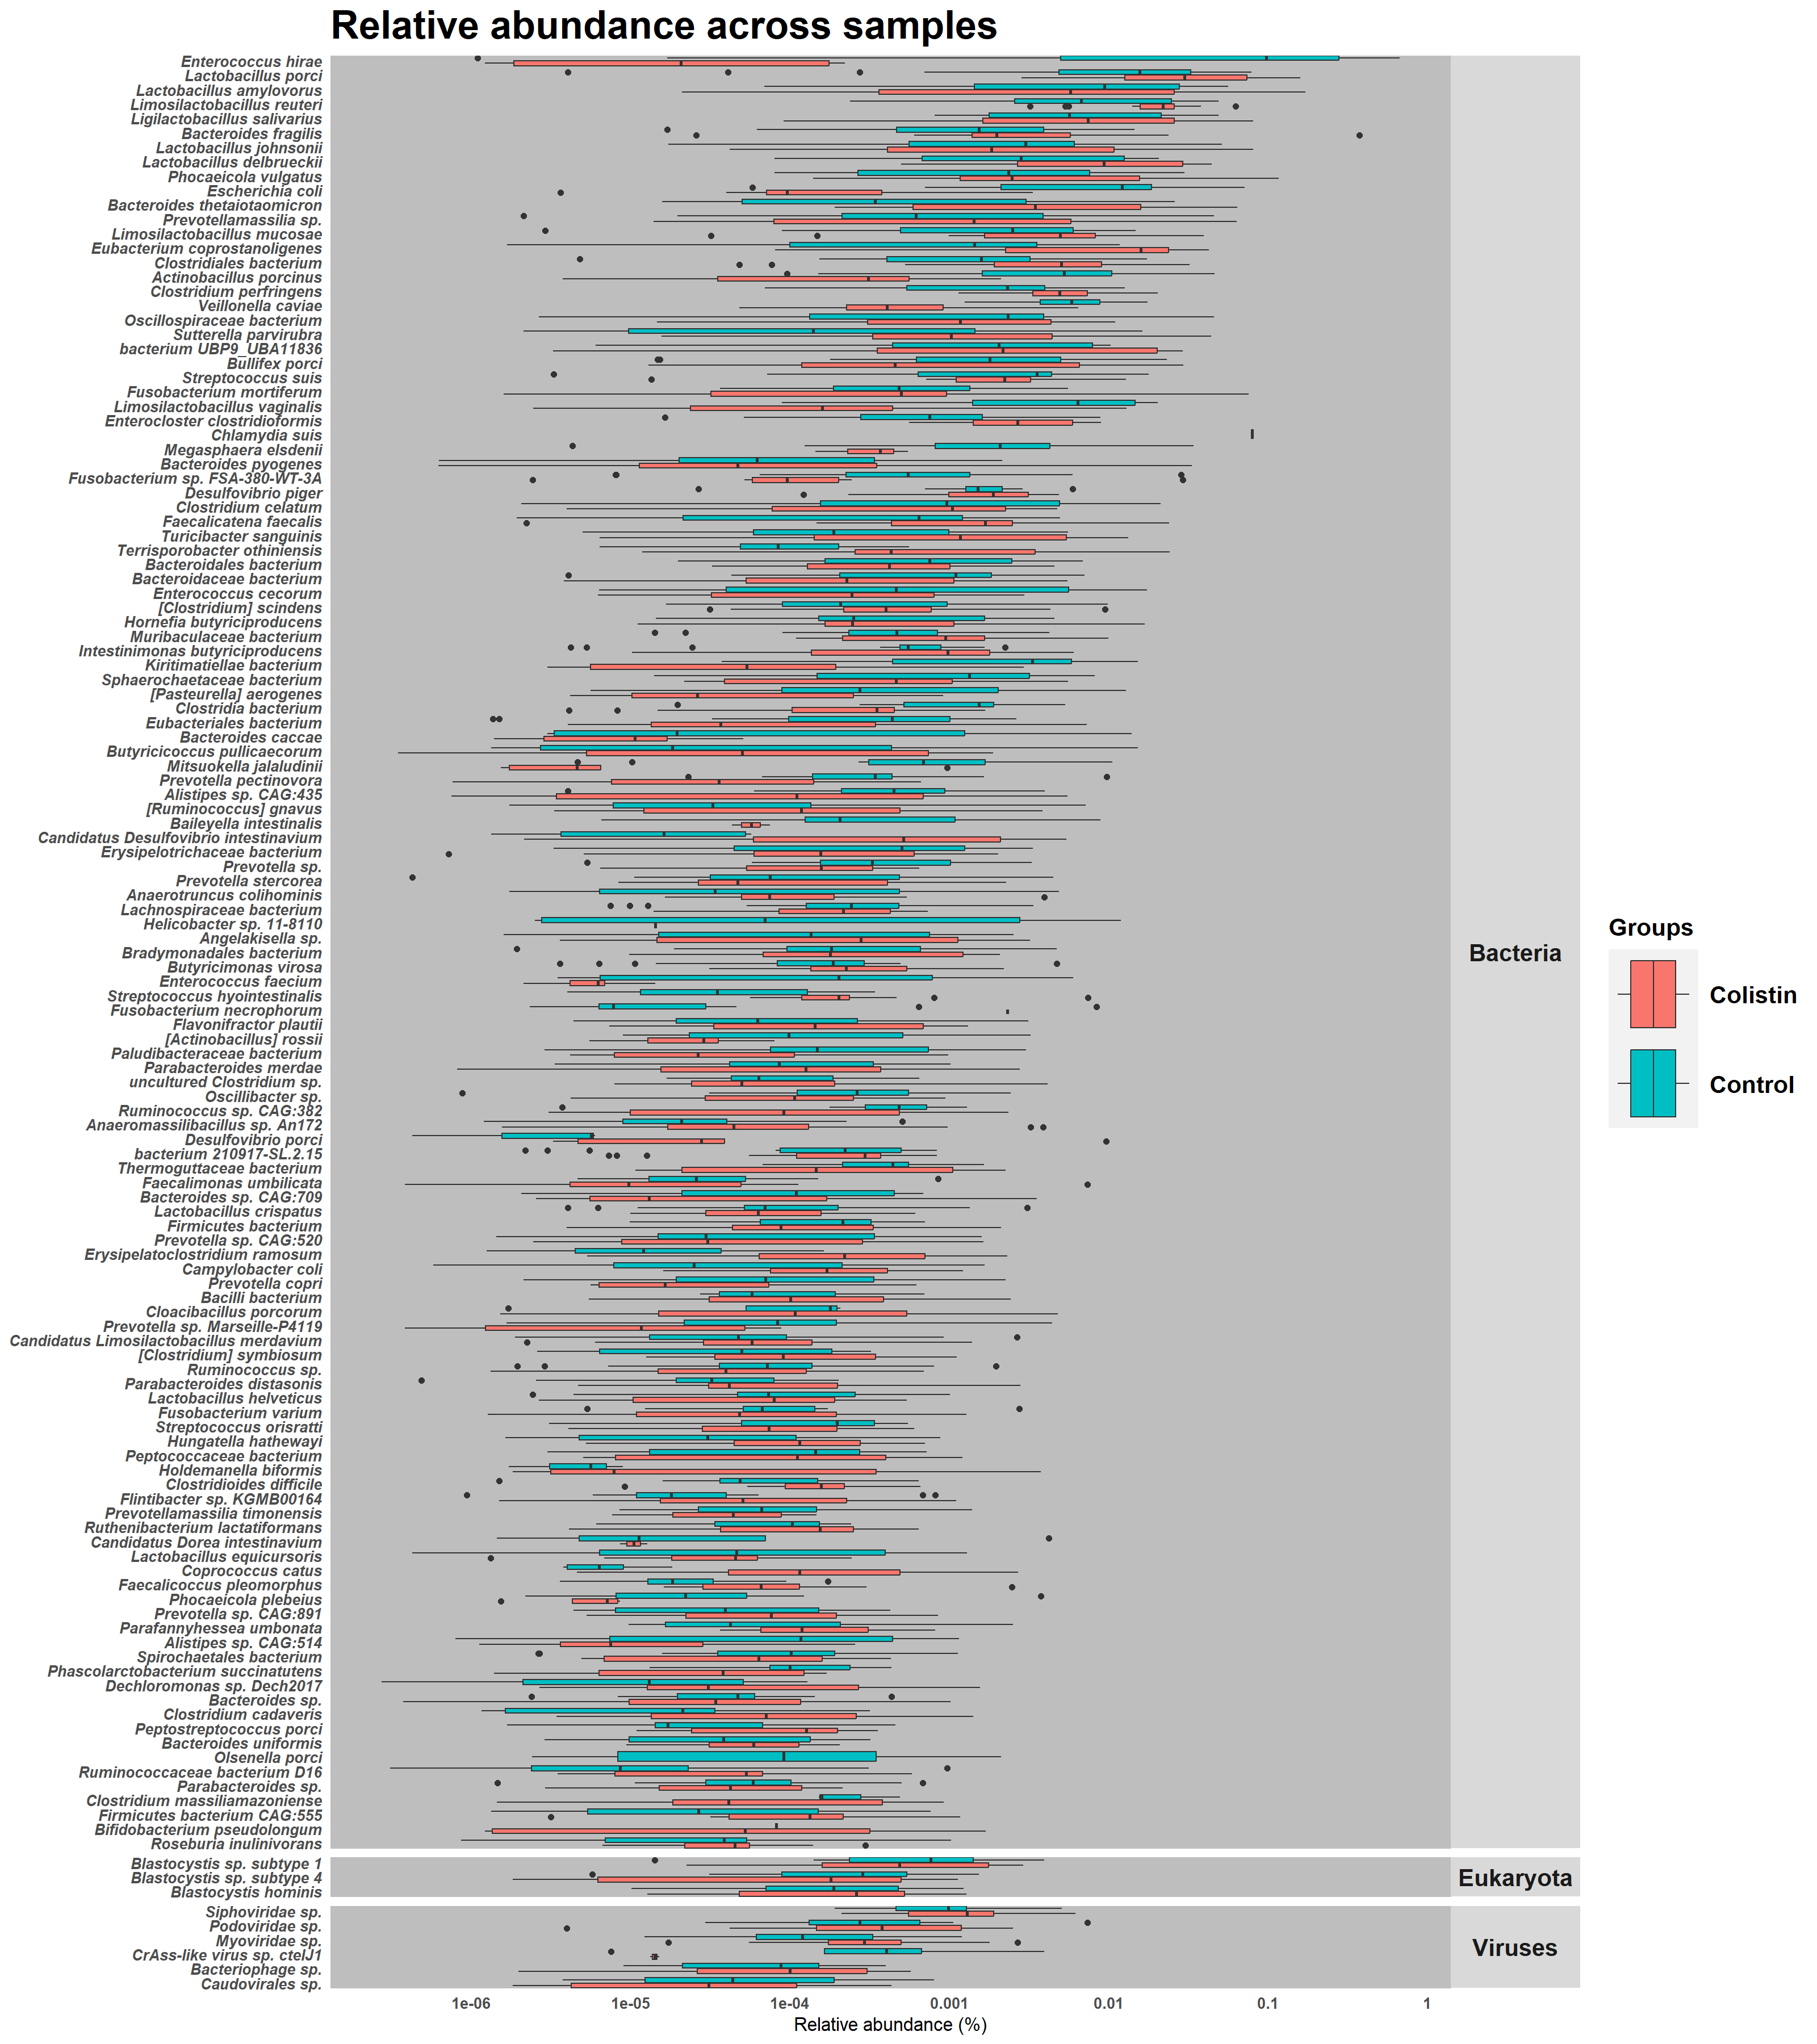 Relative abundance across samples
Enterococcus hirae
Lactobacillus porci
Lactobacillus amylovorus
Limosilactobacillus reuteri
Ligilactobacillus salivarius
Bacteroides fragilis
Lactobacillus johnsonii
Lactobacillus delbrueckii
Phocaeicola vulgatus
Escherichia coli
Bacteroides thetaiotaomicron
Prevotellamassilia sp.
Limosilactobacillus mucosae
Eubacterium coprostanoligenes
Clostridiales bacterium
Actinobacillus porcinus
Clostridium perfringens
Veillonella caviae
Oscillospiraceae bacterium
Sutterella parvirubra
bacterium UBP9_UBA11836
Bullifex porci
Streptococcus suis
Fusobacterium mortiferum
Limosilactobacillus vaginalis
Enterocloster clostridioformis
Chlamydia suis
Megasphaera elsdenii
Bacteroides pyogenes
Fusobacterium sp. FSA-380-WT-3A
Desulfovibrio piger
Clostridium celatum
Faecalicatena faecalis
Turicibacter sanguinis
Terrisporobacter othiniensis
Bacteroidales bacterium
Bacteroidaceae bacterium
Enterococcus cecorum
[Clostridium] scindens
Hornefia butyriciproducens
Muribaculaceae bacterium
Intestinimonas butyriciproducens
Kiritimatiellae bacterium
Sphaerochaetaceae bacterium
[Pasteurella] aerogenes
Clostridia bacterium
Eubacteriales bacterium
Bacteroides caccae
Butyricicoccus pullicaecorum
Mitsuokella jalaludinii
Prevotella pectinovora
Alistipes sp. CAG:435
[Ruminococcus] gnavus
Baileyella intestinalis
Candidatus Desulfovibrio intestinavium
Erysipelotrichaceae bacterium
Prevotella sp.
Prevotella stercorea
Anaerotruncus colihominis
Lachnospiraceae bacterium
Helicobacter sp. 11-8110
Angelakisella sp.
Bradymonadales bacterium
Butyricimonas virosa
Enterococcus faecium
Streptococcus hyointestinalis
Fusobacterium necrophorum
Flavonifractor plautii
[Actinobacillus] rossii
Paludibacteraceae bacterium
Parabacteroides merdae
uncultured Clostridium sp.
Oscillibacter sp.
Ruminococcus sp. CAG:382
Anaeromassilibacillus sp. An172
Desulfovibrio porci
bacterium 210917-SL.2.15
Thermoguttaceae bacterium
Faecalimonas umbilicata
Bacteroides sp. CAG:709
Lactobacillus crispatus
Firmicutes bacterium
Prevotella sp. CAG:520
Erysipelatoclostridium ramosum
Campylobacter coli
Prevotella copri
Bacilli bacterium
Cloacibacillus porcorum
Prevotella sp. Marseille-P4119
Candidatus Limosilactobacillus merdavium
[Clostridium] symbiosum
Ruminococcus sp.
Parabacteroides distasonis
Lactobacillus helveticus
Fusobacterium varium
Streptococcus orisratti
Hungatella hathewayi
Peptococcaceae bacterium
Holdemanella biformis
Clostridioides difficile
Flintibacter sp. KGMB00164
Prevotellamassilia timonensis
Ruthenibacterium lactatiformans
Candidatus Dorea intestinavium
Lactobacillus equicursoris
Coprococcus catus
Faecalicoccus pleomorphus
Phocaeicola plebeius
Prevotella sp. CAG:891
Parafannyhessea umbonata
Alistipes sp. CAG:514
Spirochaetales bacterium
Phascolarctobacterium succinatutens
Dechloromonas sp. Dech2017
Bacteroides sp.
Clostridium cadaveris
Peptostreptococcus porci
Bacteroides uniformis
Olsenella porci
Ruminococcaceae bacterium D16
Parabacteroides sp.
Clostridium massiliamazoniense
Firmicutes bacterium CAG:555
Bifidobacterium pseudolongum
Roseburia inulinivorans
Bacteria
Blastocystis sp. subtype 1
Blastocystis sp. subtype 4
Blastocystis hominis
Eukaryota
Siphoviridae sp.
Podoviridae sp.
Myoviridae sp.
CrAss-like virus sp. ctelJ1
Bacteriophage sp.
Caudovirales sp.
Viruses
1e-06 1e-05 1e-04 0.001 0.01 0.1 1
Relative abundance (%)
Groups
Colistin
Control